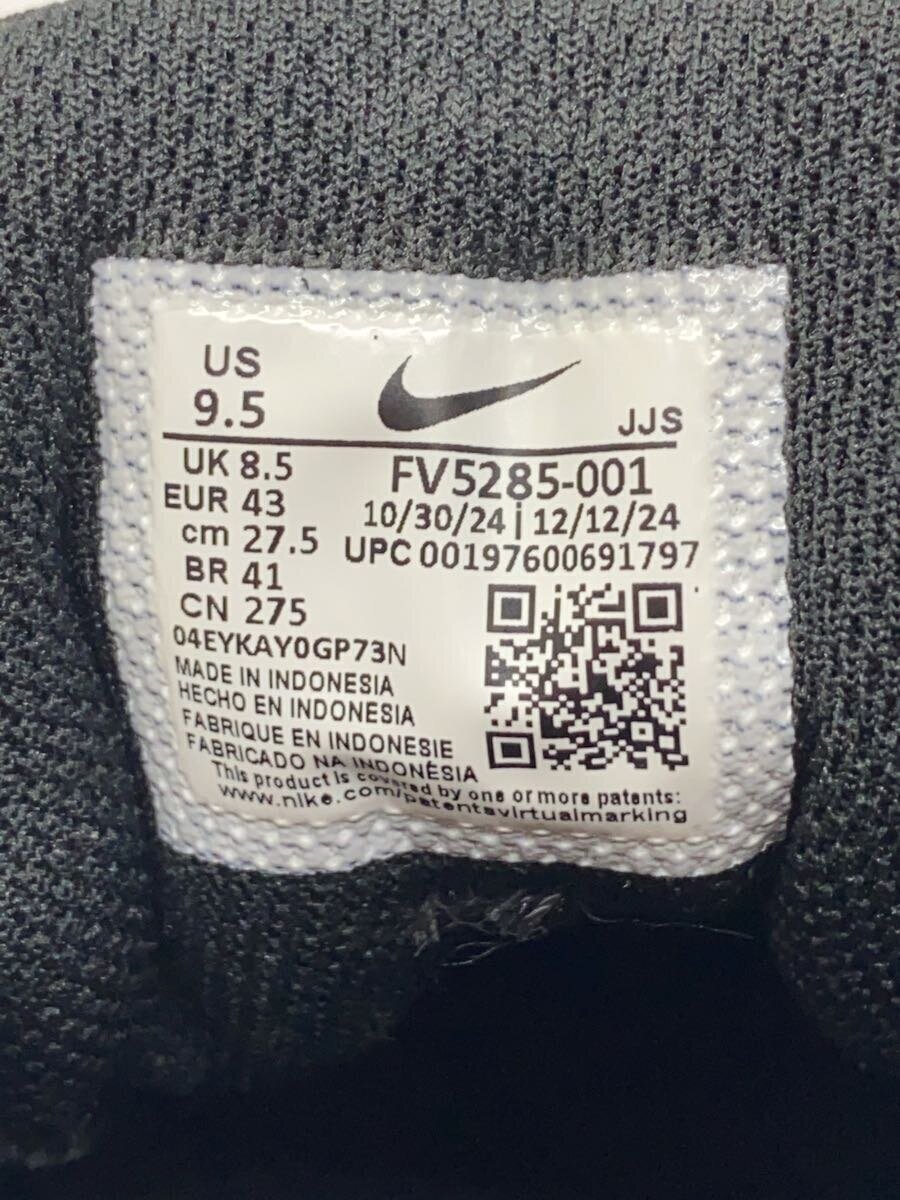 US
9.5
JJS
UK 8.5
EUR 43
cm 27.5
BR 41
CN 275
FV5285-001
10/30/24 | 12/12/24
UPC 00197600691797
04EYKAY0GP73N
MADE IN INDONESIA
HECHO EN INDONESIA
FABRIQUE EN INDONESIE
FABRICADO NA INDONÉSIA
This product is covered by one or more patents:
www.nike.com/patentsvirtualmarking